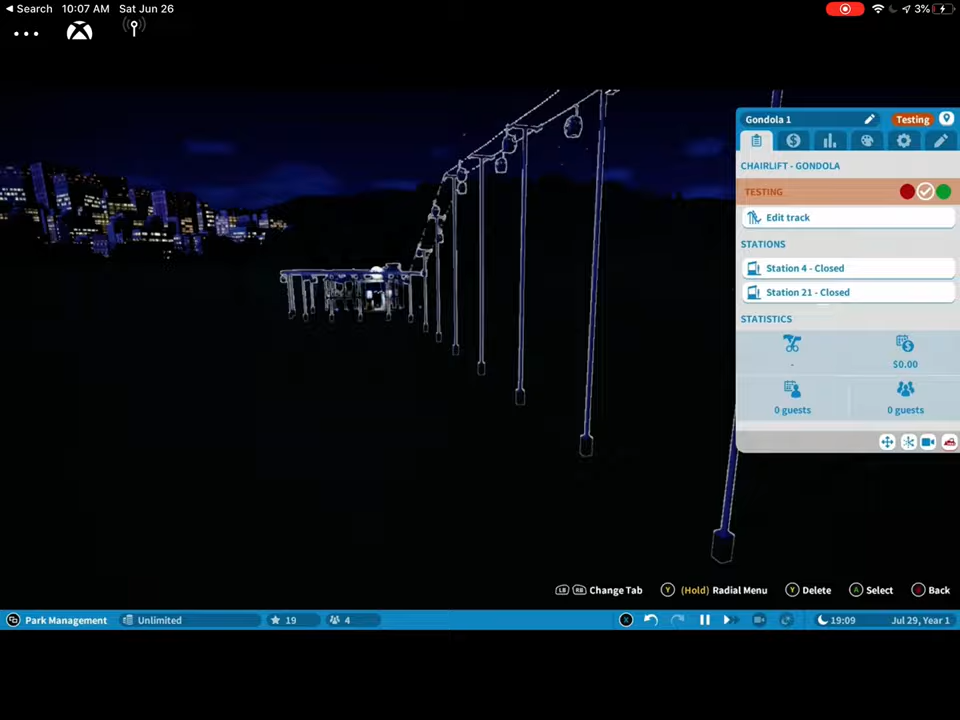 Search 10:07 AM Sat Jun 26 3%
Gondola 1 Testing
CHAIRLIFT - GONDOLA
TESTING
Edit track
STATIONS
Station 4 - Closed
Station 21 - Closed
STATISTICS
- $0.00
0 guests 0 guests
LB RB Change Tab Y (Hold) Radial Menu Y Delete A Select B Back
Park Management Unlimited 19 4 X 19:09 Jul 29, Year 1